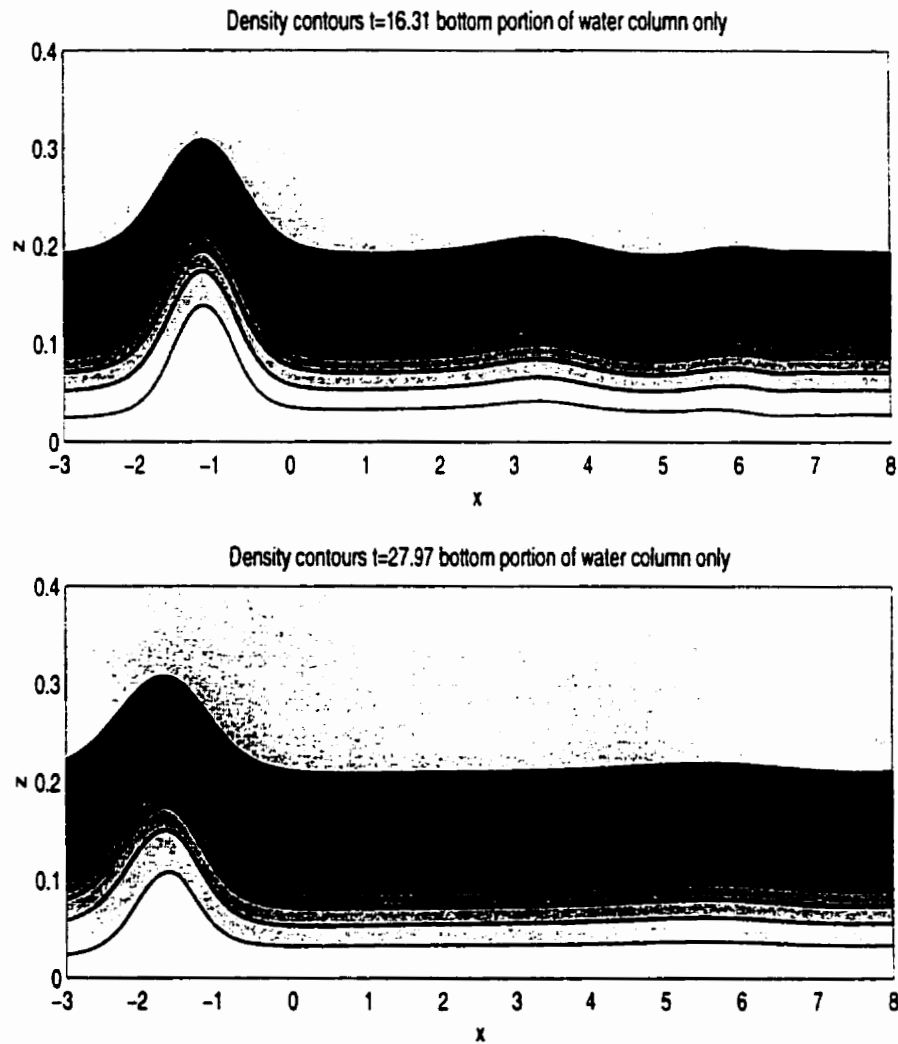 Density contours t=16.31 bottom portion of water column only
0.4
0.3
z 0.2
0.1
0
-3 -2 -1 0 1 2 3 4 5 6 7 8
x
Density contours t=27.97 bottom portion of water column only
0.4
0.3
z 0.2
0.1
0
-3 -2 -1 0 1 2 3 4 5 6 7 8
x